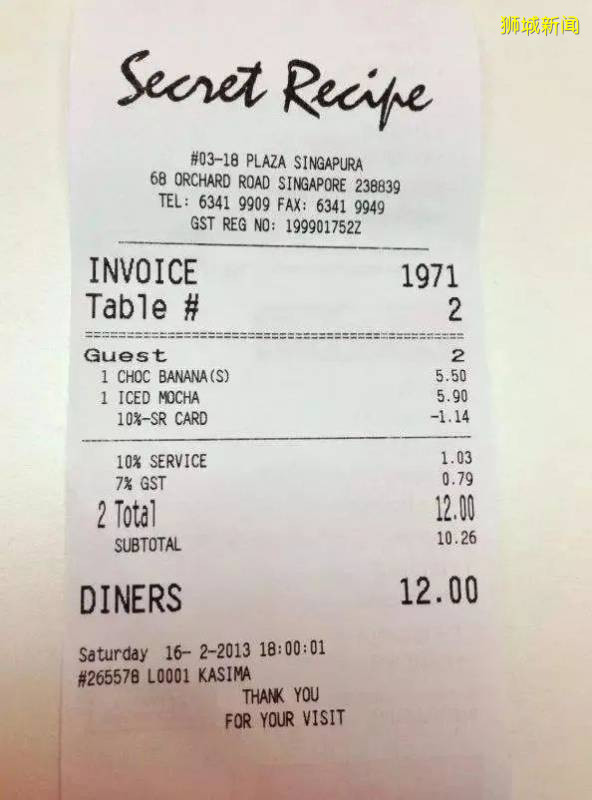 狮城新闻
Secret Recipe
#03-18 PLAZA SINGAPURA
68 ORCHARD ROAD SINGAPORE 238839
TEL: 6341 9909 FAX: 6341 9949
GST REG NO: 199901752Z
INVOICE 1971
Table # 2
Guest 2
1 CHOC BANANA(S) 5.50
1 ICED MOCHA 5.90
10%-SR CARD -1.14
10% SERVICE 1.03
7% GST 0.79
2 Total 12.00
SUBTOTAL 10.26
DINERS 12.00
Saturday 16- 2-2013 18:00:01
#265578 L0001 KASIMA
THANK YOU
FOR YOUR VISIT